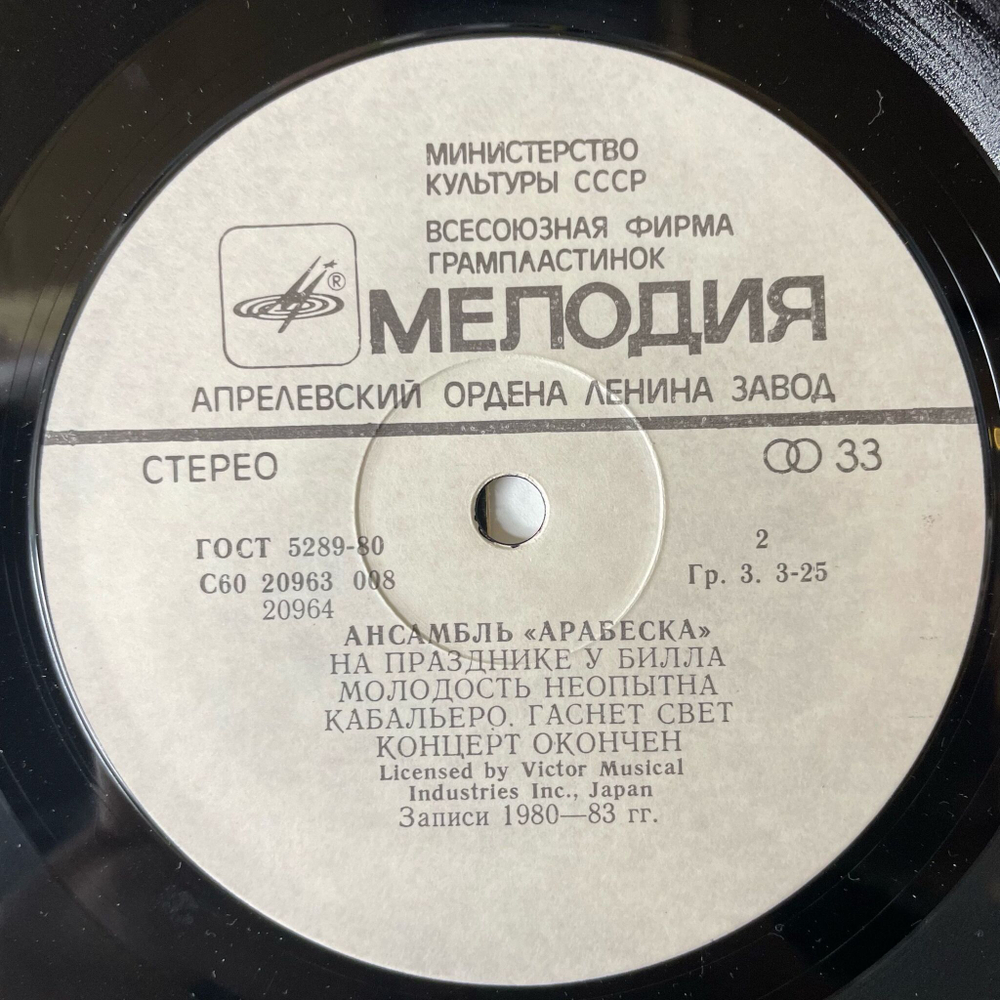 МИНИСТЕРСТВО
КУЛЬТУРЫ СССР
ВСЕСОЮЗНАЯ ФИРМА
ГРАМПЛАСТИНОК
®
МЕЛОДИЯ
АПРЕЛЕВСКИЙ ОРДЕНА ЛЕНИНА ЗАВОД
СТЕРЕО
33
ГОСТ 5289-80
2
С60 20963 008
Гр. 3. 3-25
20964
АНСАМБЛЬ «АРАБЕСКА»
НА ПРАЗДНИКЕ У БИЛЛА
МОЛОДОСТЬ НЕОПЫТНА
КАБАЛЬЕРО. ГАСНЕТ СВЕТ
КОНЦЕРТ ОКОНЧЕН
Licensed by Victor Musical
Industries Inc., Japan
Записи 1980—83 гг.